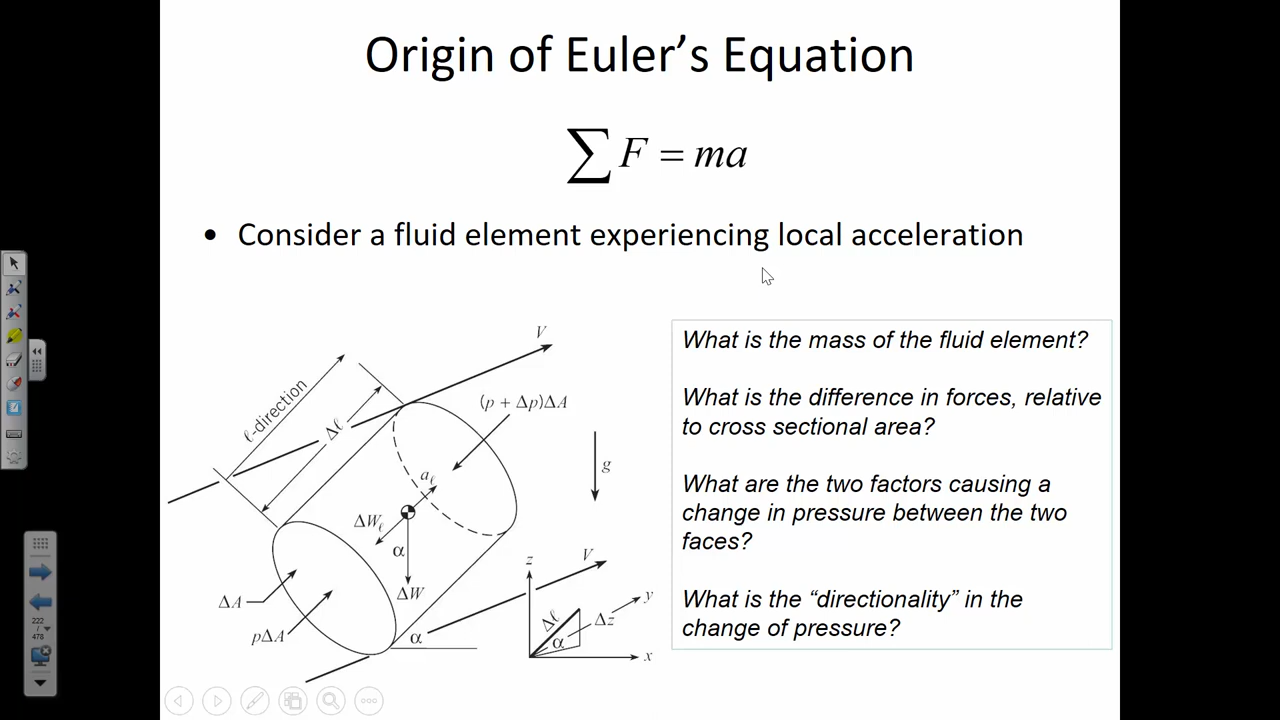 Origin of Euler's Equation
∑ F = ma
• Consider a fluid element experiencing local acceleration
V
ℓ-direction
Δℓ
(p + Δp)ΔA
g
aℓ
ΔWℓ
α
ΔW
ΔA
pΔA
α
V
z
y
Δℓ
Δz
α
x
What is the mass of the fluid element?
What is the difference in forces, relative
to cross sectional area?
What are the two factors causing a
change in pressure between the two
faces?
What is the “directionality” in the
change of pressure?
222
/
478